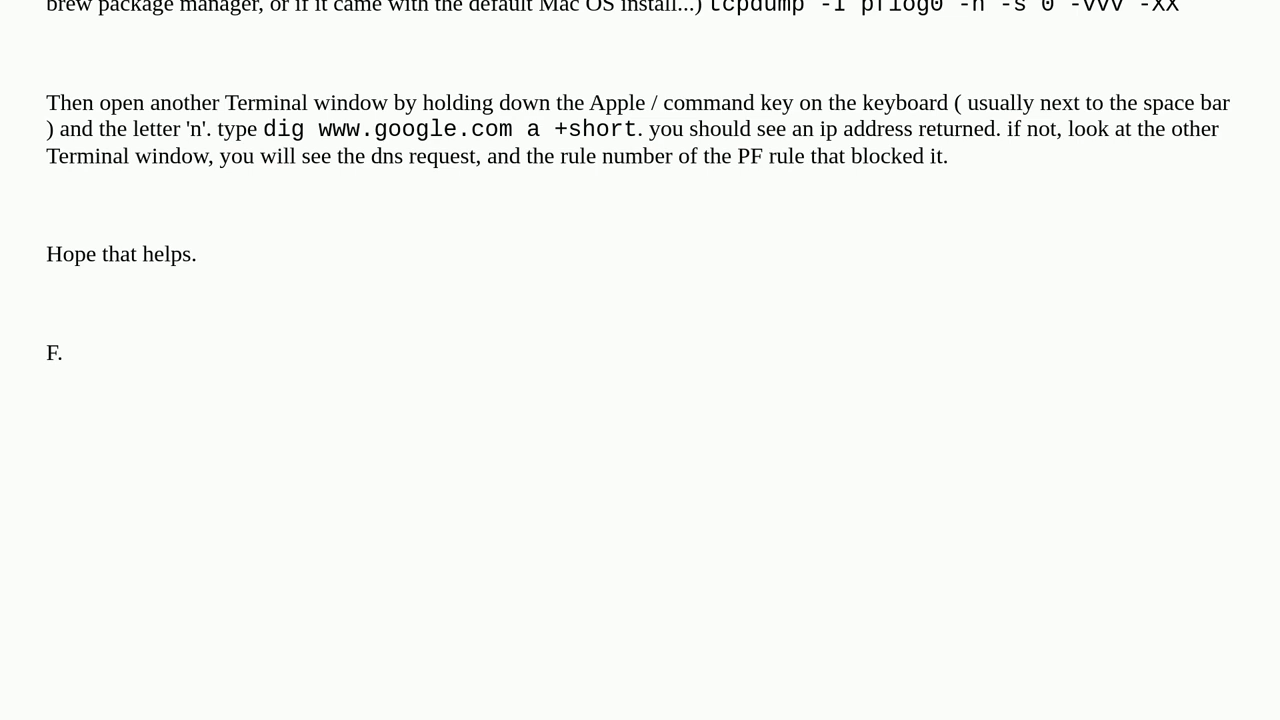 brew package manager, or if it came with the default Mac OS install...) tcpdump -i pflog0 -n -s 0 -vvv -XX
Then open another Terminal window by holding down the Apple / command key on the keyboard ( usually next to the space bar
) and the letter 'n'. type dig www.google.com a +short. you should see an ip address returned. if not, look at the other
Terminal window, you will see the dns request, and the rule number of the PF rule that blocked it.
Hope that helps.
F.